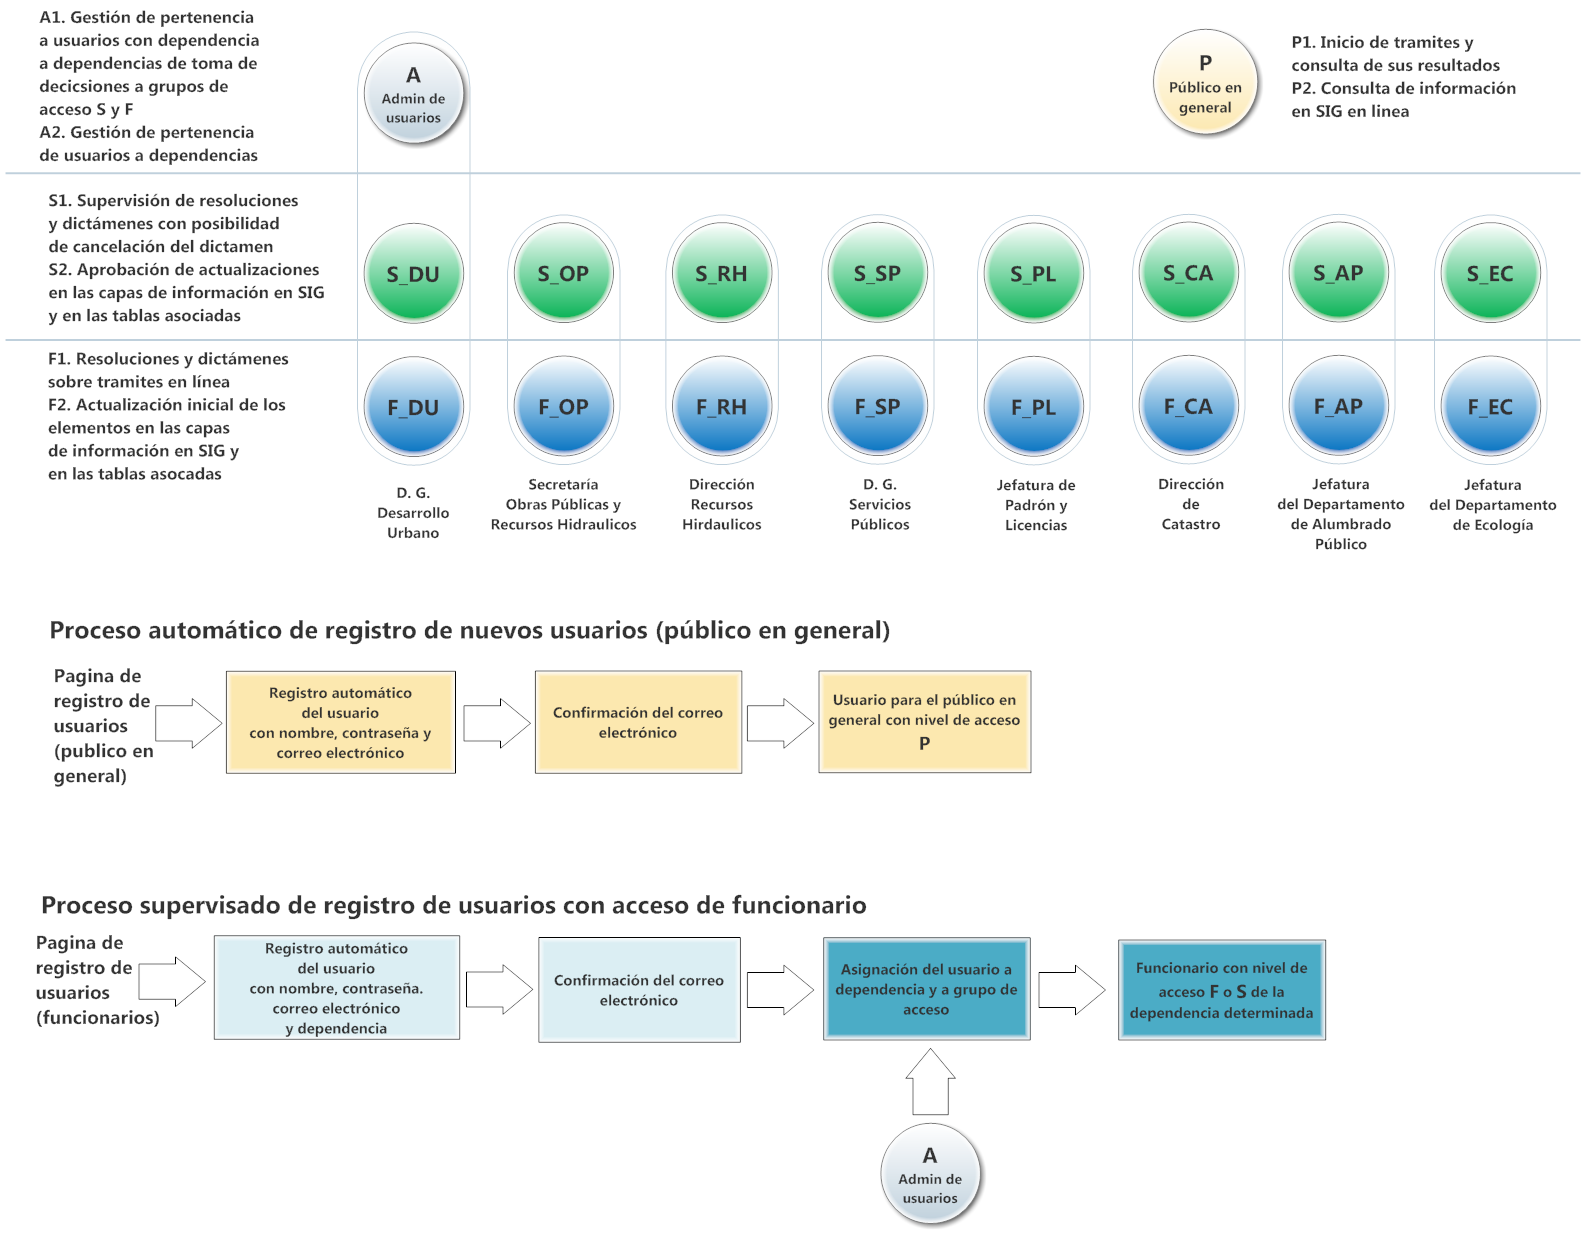 A1. Gestión de pertenencia
a usuarios con dependencia
a dependencias de toma de
decicsiones a grupos de
acceso S y F
A2. Gestión de pertenencia
de usuarios a dependencias
A
Admin de
usuarios
P
Público en
general
P1. Inicio de tramites y
consulta de sus resultados
P2. Consulta de información
en SIG en linea
S1. Supervisión de resoluciones
y dictámenes con posibilidad
de cancelación del dictamen
S2. Aprobación de actualizaciones
en las capas de información en SIG
y en las tablas asociadas
S_DU
S_OP
S_RH
S_SP
S_PL
S_CA
S_AP
S_EC
F1. Resoluciones y dictámenes
sobre tramites en línea
F2. Actualización inicial de los
elementos en las capas
de información en SIG y
en las tablas asocadas
F_DU
F_OP
F_RH
F_SP
F_PL
F_CA
F_AP
F_EC
D. G.
Desarrollo
Urbano
Secretaría
Obras Públicas y
Recursos Hidraulicos
Dirección
Recursos
Hirdaulicos
D. G.
Servicios
Públicos
Jefatura de
Padrón y
Licencias
Dirección
de
Catastro
Jefatura
del Departamento
de Alumbrado
Público
Jefatura
del Departamento
de Ecología
Proceso automático de registro de nuevos usuarios (público en general)
Pagina de
registro de
usuarios
(publico en
general)
Registro automático
del usuario
con nombre, contraseña y
correo electrónico
Confirmación del correo
electrónico
Usuario para el público en
general con nivel de acceso
P
Proceso supervisado de registro de usuarios con acceso de funcionario
Pagina de
registro de
usuarios
(funcionarios)
Registro automático
del usuario
con nombre, contraseña.
correo electrónico
y dependencia
Confirmación del correo
electrónico
Asignación del usuario a
dependencia y a grupo de
acceso
Funcionario con nivel de
acceso F o S de la
dependencia determinada
A
Admin de
usuarios